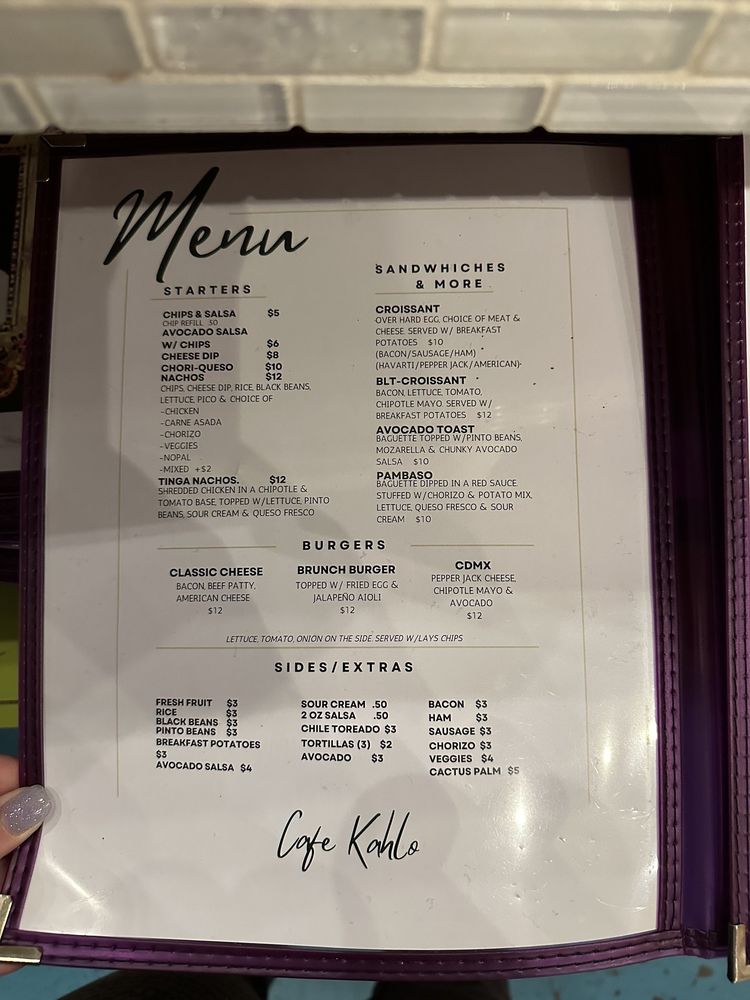 Menu
STARTERS
CHIPS & SALSA $5
CHIP REFILL .50
AVOCADO SALSA
W/ CHIPS $6
CHEESE DIP $8
CHORI-QUESO $10
NACHOS $12
CHIPS, CHEESE DIP, RICE, BLACK BEANS,
LETTUCE, PICO & CHOICE OF
-CHICKEN
-CARNE ASADA
-CHORIZO
-VEGGIES
-NOPAL
-MIXED +$2
TINGA NACHOS. $12
SHREDDED CHICKEN IN A CHIPOTLE &
TOMATO BASE, TOPPED W/LETTUCE, PINTO
BEANS, SOUR CREAM & QUESO FRESCO
SANDWHICHES
& MORE
CROISSANT
OVER HARD EGG, CHOICE OF MEAT &
CHEESE. SERVED W/ BREAKFAST
POTATOES $10
(BACON/SAUSAGE/HAM)
(HAVARTI/PEPPER JACK/AMERICAN)
BLT-CROISSANT
BACON, LETTUCE, TOMATO,
CHIPOTLE MAYO. SERVED W/
BREAKFAST POTATOES $12
AVOCADO TOAST
BAGUETTE TOPPED W/PINTO BEANS,
MOZARELLA & CHUNKY AVOCADO
SALSA $10
PAMBASO
BAGUETTE DIPPED IN A RED SAUCE.
STUFFED W/CHORIZO & POTATO MIX,
LETTUCE, QUESO FRESCO & SOUR
CREAM $10
BURGERS
CLASSIC CHEESE
BACON, BEEF PATTY,
AMERICAN CHEESE
$12
BRUNCH BURGER
TOPPED W/ FRIED EGG &
JALAPEÑO AIOLI
$12
CDMX
PEPPER JACK CHEESE,
CHIPOTLE MAYO &
AVOCADO
$12
LETTUCE, TOMATO, ONION ON THE SIDE. SERVED W/LAYS CHIPS
SIDES/EXTRAS
FRESH FRUIT $3
RICE $3
BLACK BEANS $3
PINTO BEANS $3
BREAKFAST POTATOES
$3
AVOCADO SALSA $4
SOUR CREAM .50
2 OZ SALSA .50
CHILE TOREADO $3
TORTILLAS (3) $2
AVOCADO $3
BACON $3
HAM $3
SAUSAGE $3
CHORIZO $3
VEGGIES $4
CACTUS PALM $5
Cafe Kahlo